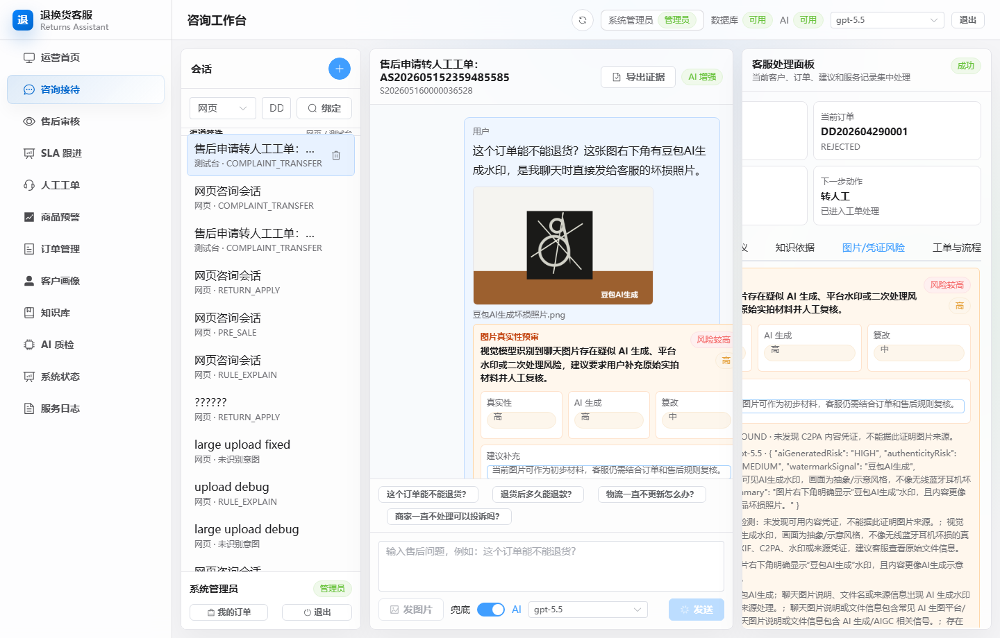 退
退换货客服
Returns Assistant
运营首页
咨询接待
售后审核
SLA 跟进
人工工单
商品预警
订单管理
客户画像
知识库
AI 质检
系统状态
服务日志
咨询工作台
系统管理员 管理员 数据库 可用 AI 可用 gpt-5.5 退出
会话
网页 DD 绑定
渠道筛选 网页 / 测试台
售后申请转人工工单：...
测试台 · COMPLAINT_TRANSFER
网页咨询会话
网页 · COMPLAINT_TRANSFER
售后申请转人工工单：...
测试台 · COMPLAINT_TRANSFER
网页咨询会话
网页 · RETURN_APPLY
网页咨询会话
网页 · PRE_SALE
网页咨询会话
网页 · RULE_EXPLAIN
??????
网页 · RETURN_APPLY
large upload fixed
网页 · 未识别意图
upload debug
网页 · RULE_EXPLAIN
large upload debug
网页 · 未识别意图
网页咨询会话
系统管理员 管理员
我的订单 退出
售后申请转人工工单：
AS202605152359485585
S202605160000036528
导出证据 AI 增强
用户
这个订单能不能退货？这张图右下角有豆包AI生
成水印，是我聊天时直接发给客服的坏损照片。
豆包AI生成
豆包AI生成坏损照片.png
图片真实性预审
视觉模型识别到聊天图片存在疑似 AI 生成、平台
水印或二次处理风险，建议要求用户补充原始实拍
材料并人工复核。
风险较高
高
真实性 AI 生成 篡改
高 高 中
建议补充
当前图片可作为初步材料，客服仍需结合订单和售后规则复核。
这个订单能不能退货？ 退货后多久能退款？ 物流一直不更新怎么办？
商家一直不处理可以投诉吗？
输入售后问题，例如：这个订单能不能退货？
发图片 兜底 AI gpt-5.5 发送
客服处理面板
当前客户、订单、建议和服务记录集中处理
成功
当前订单
DD202604290001
REJECTED
下一步动作
转人工
已进入工单处理
议 知识依据 图片/凭证风险 工单与流程
风险较高
片存在疑似 AI 生成、平台水印或二次处理风
原始实拍材料并人工复核。
高
AI 生成 篡改
高 中
图片可作为初步材料，客服仍需结合订单和售后规则复核。
OUND · 未发现 C2PA 内容凭证，不能据此证明图片来源。
pt-5.5 · { "aiGeneratedRisk": "HIGH", "authenticityRisk":
MEDIUM", "watermarkSignal": "豆包AI生成",
可见AI生成水印，画面为抽象/示意风格，不像无线蓝牙耳机坏
mary": "图片右下角明确显示“豆包AI生成”水印，且内容更像
品坏损照片。" }
检测：未发现可用内容凭证，不能据此证明图片来源。；视觉
生成水印，画面为抽象/示意风格，不像无线蓝牙耳机坏损的真
XIF、C2PA、水印或来源凭证，建议客服查看原始文件信息。
片右下角明确显示“豆包AI生成”水印，且内容更像AI生成示意
包AI生成；聊天图片说明、文件名或来源信息出现 AI 生成水印
来源处理。；聊天图片说明或文件信息包含常见 AI 生图平台/
天图片说明或文件信息包含 AI 生成/AIGC 相关信号。；存在